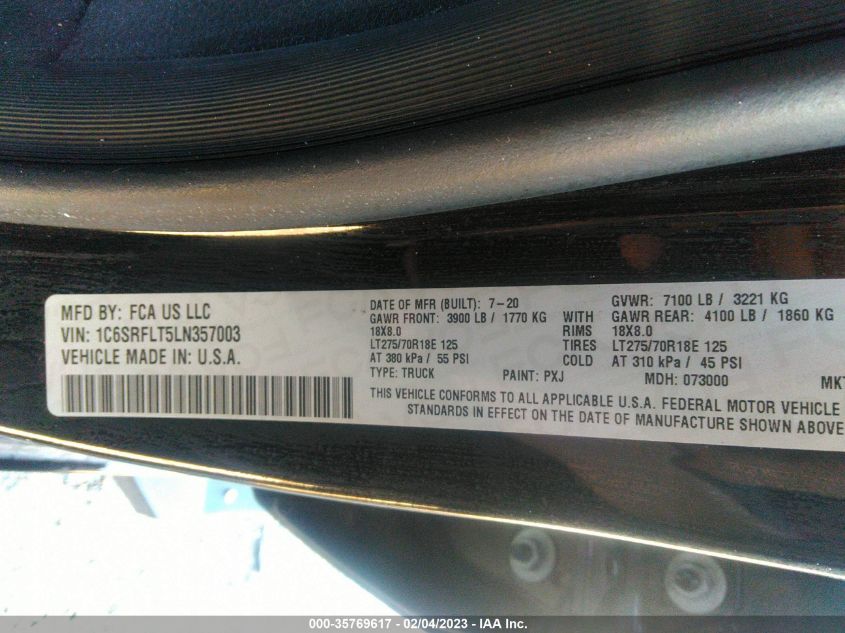 MFD BY: FCA US LLC
VIN: 1C6SRFLT5LN357003
VEHICLE MADE IN: U.S.A.
DATE OF MFR (BUILT): 7-20 GVWR: 7100 LB / 3221 KG
GAWR FRONT: 3900 LB / 1770 KG WITH GAWR REAR: 4100 LB / 1860 KG
18X8.0 RIMS 18X8.0
LT275/70R18E 125 TIRES LT275/70R18E 125
AT 380 kPa / 55 PSI COLD AT 310 kPa / 45 PSI
TYPE: TRUCK PAINT: PXJ MDH: 073000 MKT
THIS VEHICLE CONFORMS TO ALL APPLICABLE U.S.A. FEDERAL MOTOR VEHICLE
STANDARDS IN EFFECT ON THE DATE OF MANUFACTURE SHOWN ABOVE
000-35769617 - 02/04/2023 - © IAA Inc.